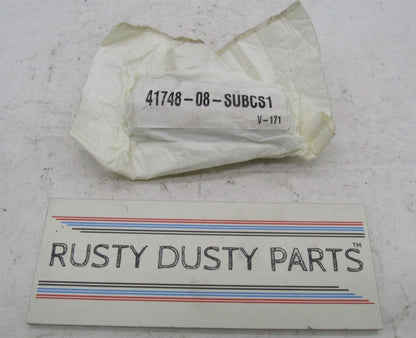 41748-08-SUBCS1
V-171
RUSTY DUSTY PARTS™